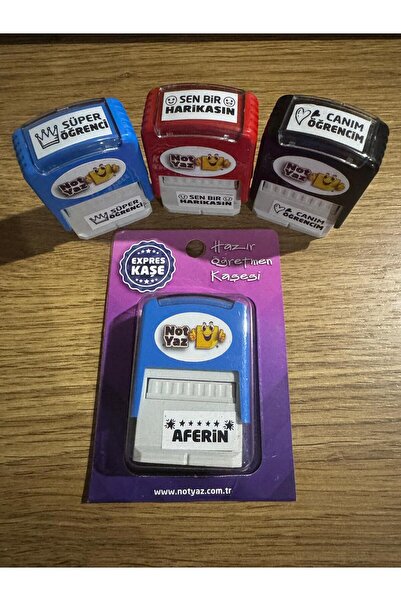 SÜPER
ÖĞRENCİ
Not
Yaz
SÜPER
ÖĞRENCİ
SEN BİR
HARİKASIN
Not
Yaz
SEN BİR
HARİKASIN
CANIM
ÖĞRENCİM
Not
Yaz
CANIM
ÖĞRENCİM
EXPRES
KAŞE
Hazır
Öğretmen
Kaşesi
Not
Yaz
AFERİN
www.notyaz.com.tr